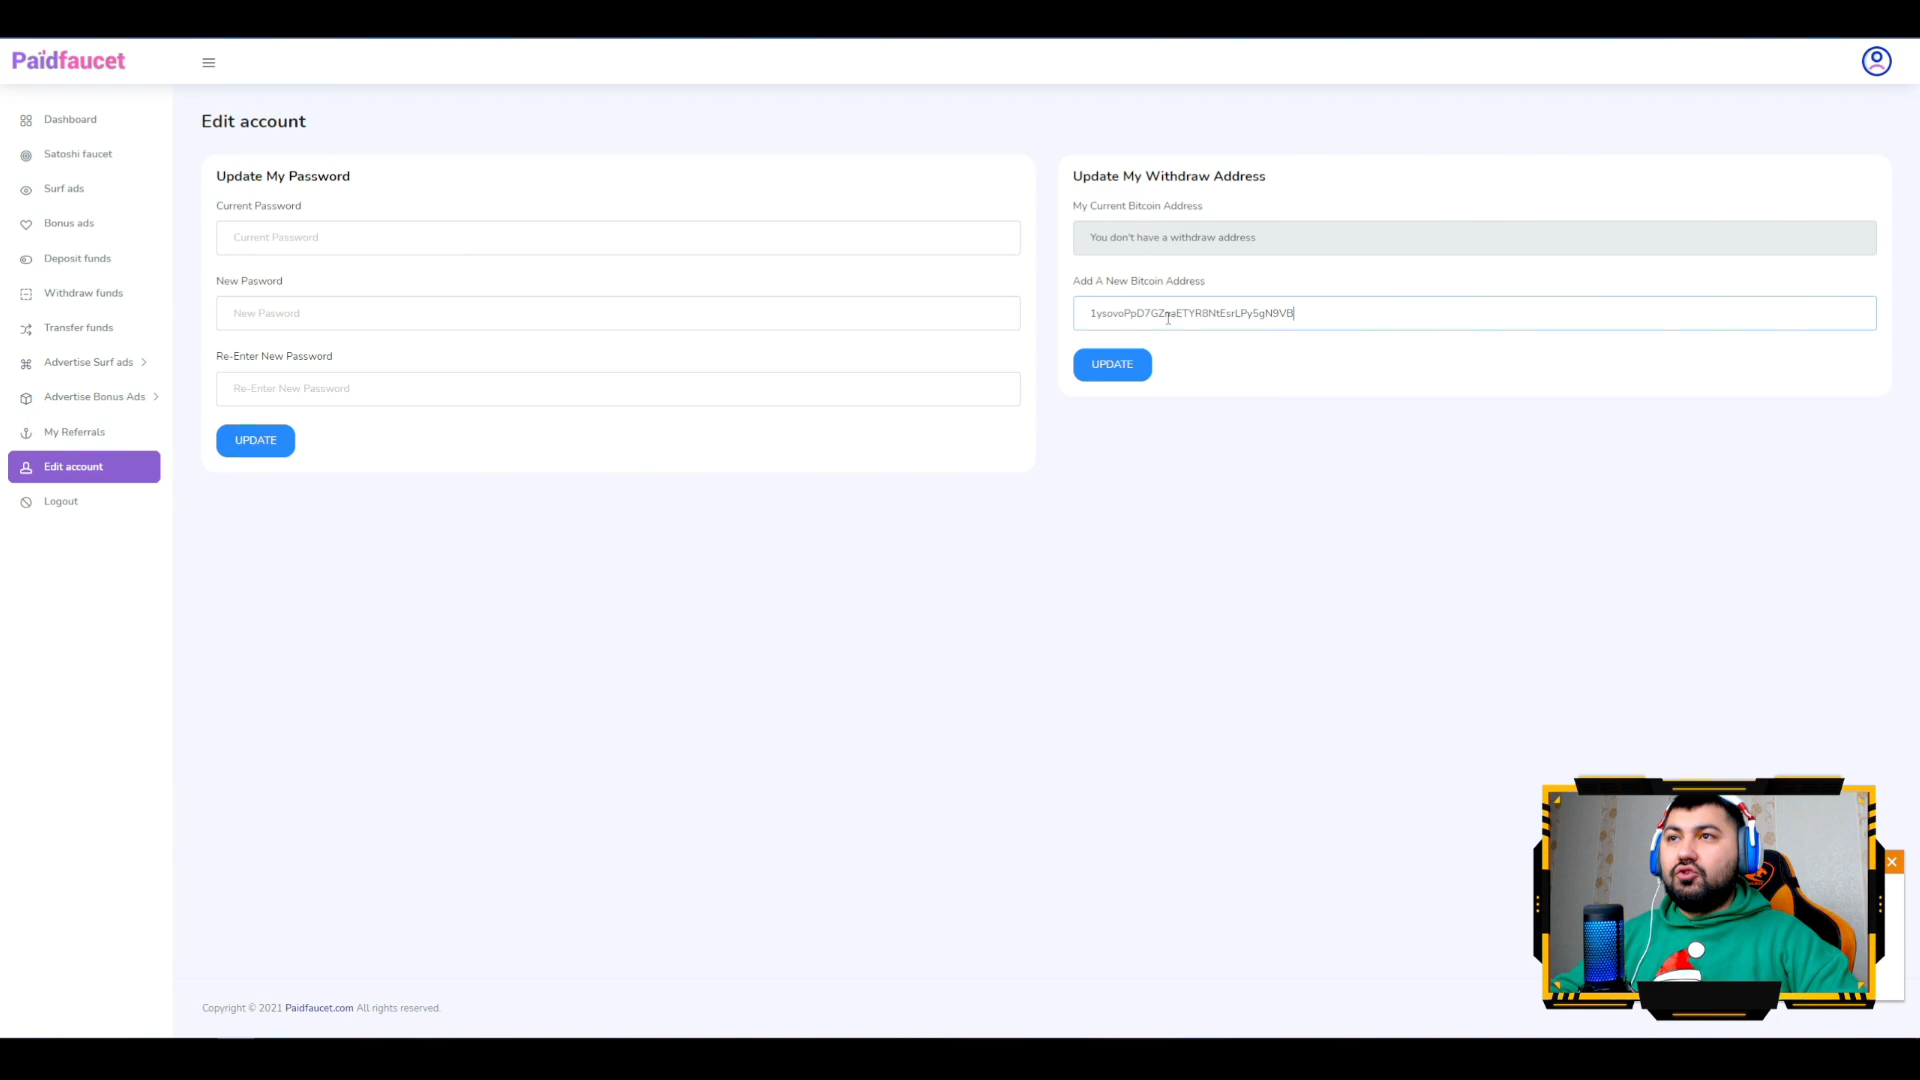 Paidfaucet
Dashboard
Satoshi faucet
Surf ads
Bonus ads
Deposit funds
Withdraw funds
Transfer funds
Advertise Surf ads
Advertise Bonus Ads
My Referrals
Edit account
Logout
Edit account
Update My Password
Current Password
Current Password
New Pasword
New Pasword
Re-Enter New Password
Re-Enter New Password
UPDATE
Update My Withdraw Address
My Current Bitcoin Address
You don't have a withdraw address
Add A New Bitcoin Address
UPDATE
Copyright © 2021 Paidfaucet.com All rights reserved.